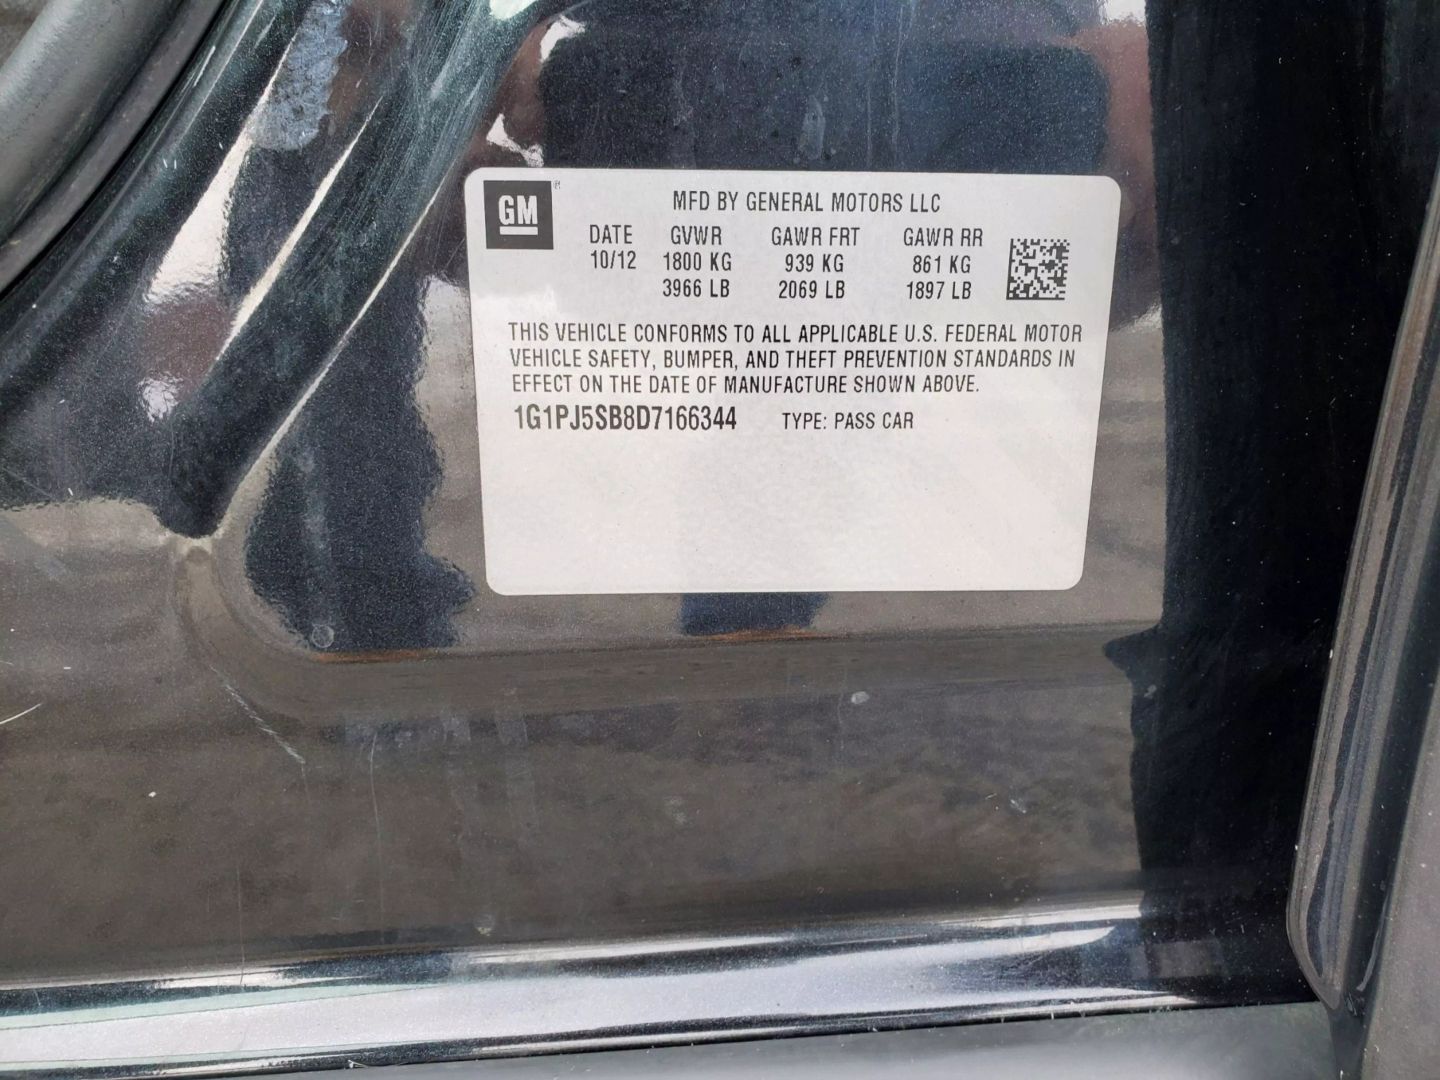 GM ®
MFD BY GENERAL MOTORS LLC
DATE GVWR GAWR FRT GAWR RR
10/12 1800 KG 939 KG 861 KG
3966 LB 2069 LB 1897 LB
THIS VEHICLE CONFORMS TO ALL APPLICABLE U.S. FEDERAL MOTOR
VEHICLE SAFETY, BUMPER, AND THEFT PREVENTION STANDARDS IN
EFFECT ON THE DATE OF MANUFACTURE SHOWN ABOVE.
1G1PJ5SB8D7166344 TYPE: PASS CAR